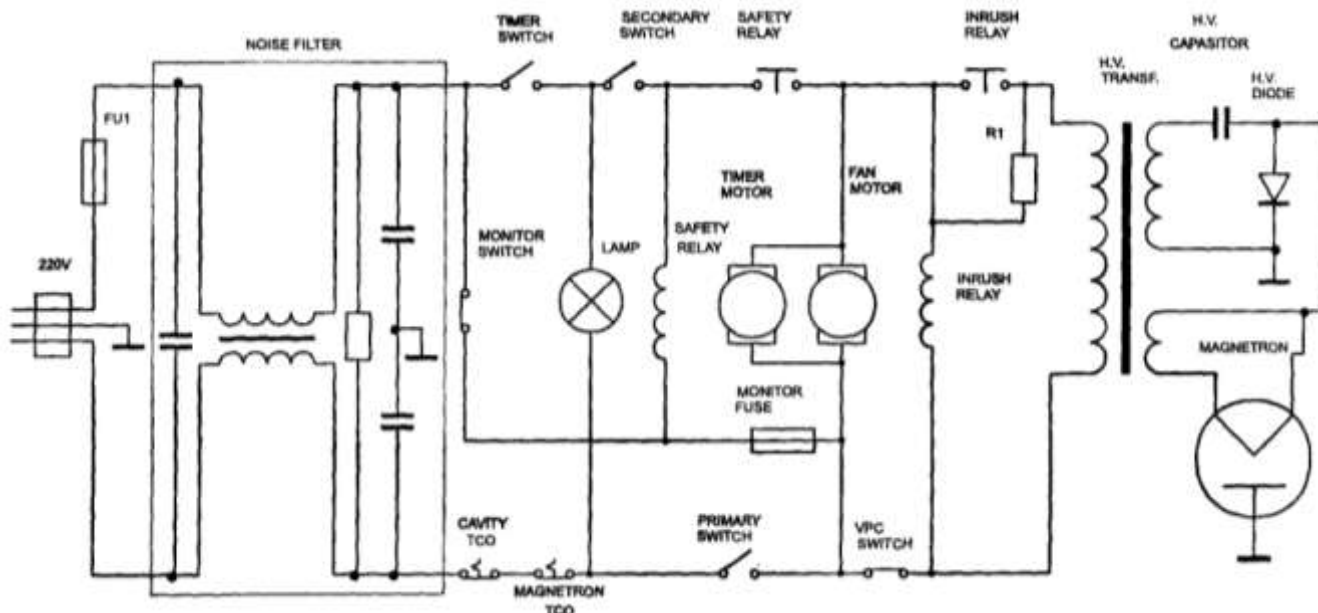 NOISE FILTER
FU1
220V
TIMER
SWITCH
SECONDARY
SWITCH
SAFETY
RELAY
INRUSH
RELAY
H.V.
CAPASITOR
H.V.
TRANSF.
H.V.
DIODE
R1
MONITOR
SWITCH
LAMP
SAFETY
RELAY
TIMER
MOTOR
FAN
MOTOR
INRUSH
RELAY
MAGNETRON
MONITOR
FUSE
CAVITY
TCO
MAGNETRON
TCO
PRIMARY
SWITCH
VPC
SWITCH